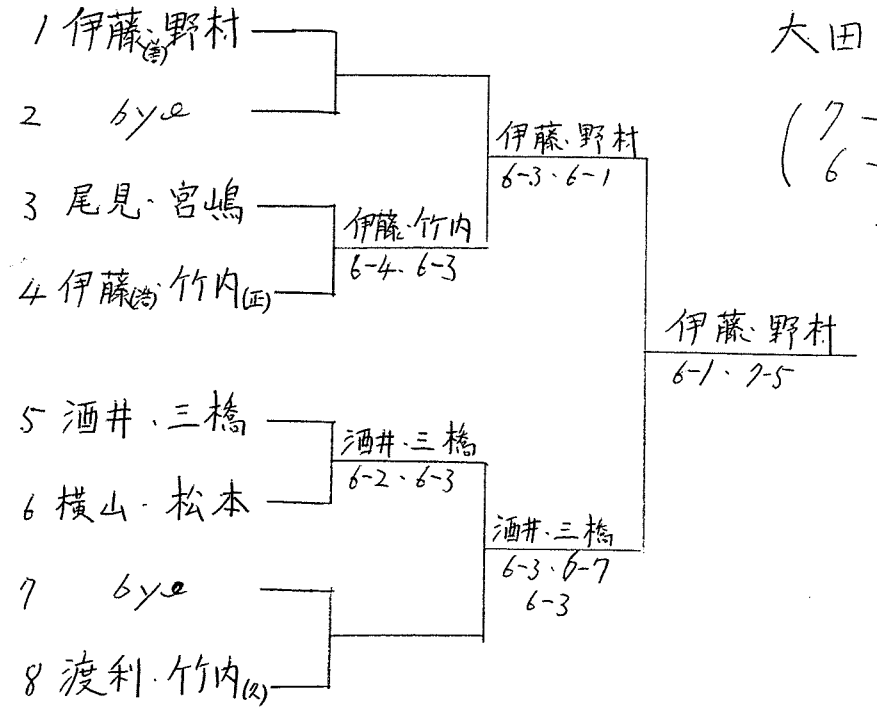 1 伊藤・野村
2 bye
3 尾見・宮嶋
4 伊藤(浩)・竹内(正)
5 酒井・三橋
6 横山・松本
7 bye
8 渡利・竹内(久)
伊藤・竹内
6-4・6-3
酒井・三橋
6-2・6-3
伊藤・野村
6-3・6-1
酒井・三橋
6-3・6-7
6-3
伊藤・野村
6-1・7-5
大田
(7-
6-